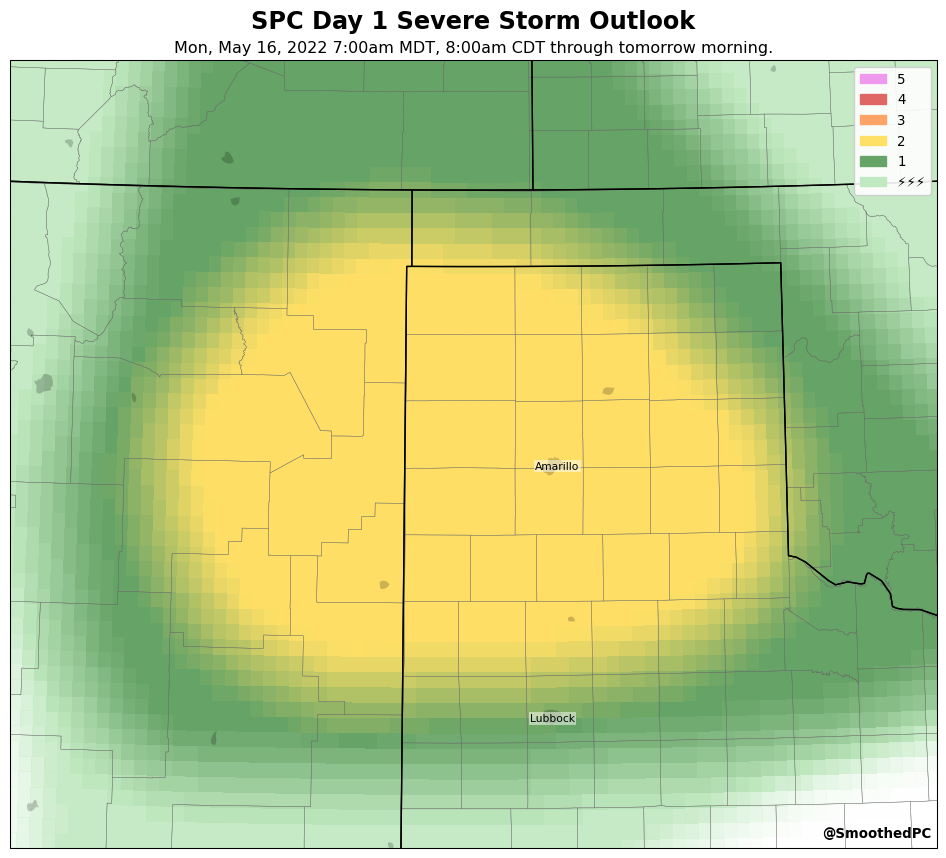 SPC Day 1 Severe Storm Outlook
Mon, May 16, 2022 7:00am MDT, 8:00am CDT through tomorrow morning.
5
4
3
2
1
⚡⚡⚡
Amarillo
Lubbock
@SmoothedPC